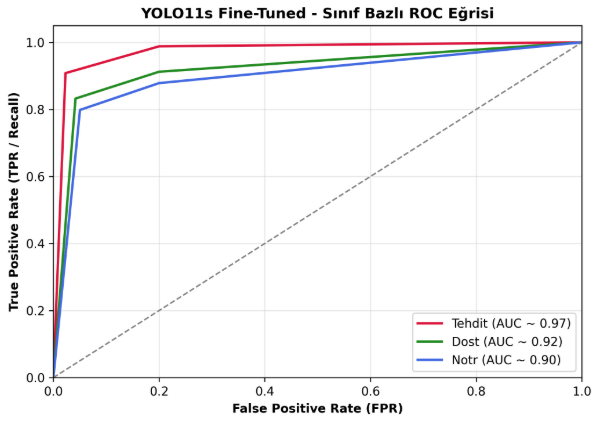 YOLO11s Fine-Tuned - Sınıf Bazlı ROC Eğrisi
True Positive Rate (TPR / Recall)
1.0
0.8
0.6
0.4
0.2
0.0
Tehdit (AUC ~ 0.97)
Dost (AUC ~ 0.92)
Notr (AUC ~ 0.90)
0.0 0.2 0.4 0.6 0.8 1.0
False Positive Rate (FPR)